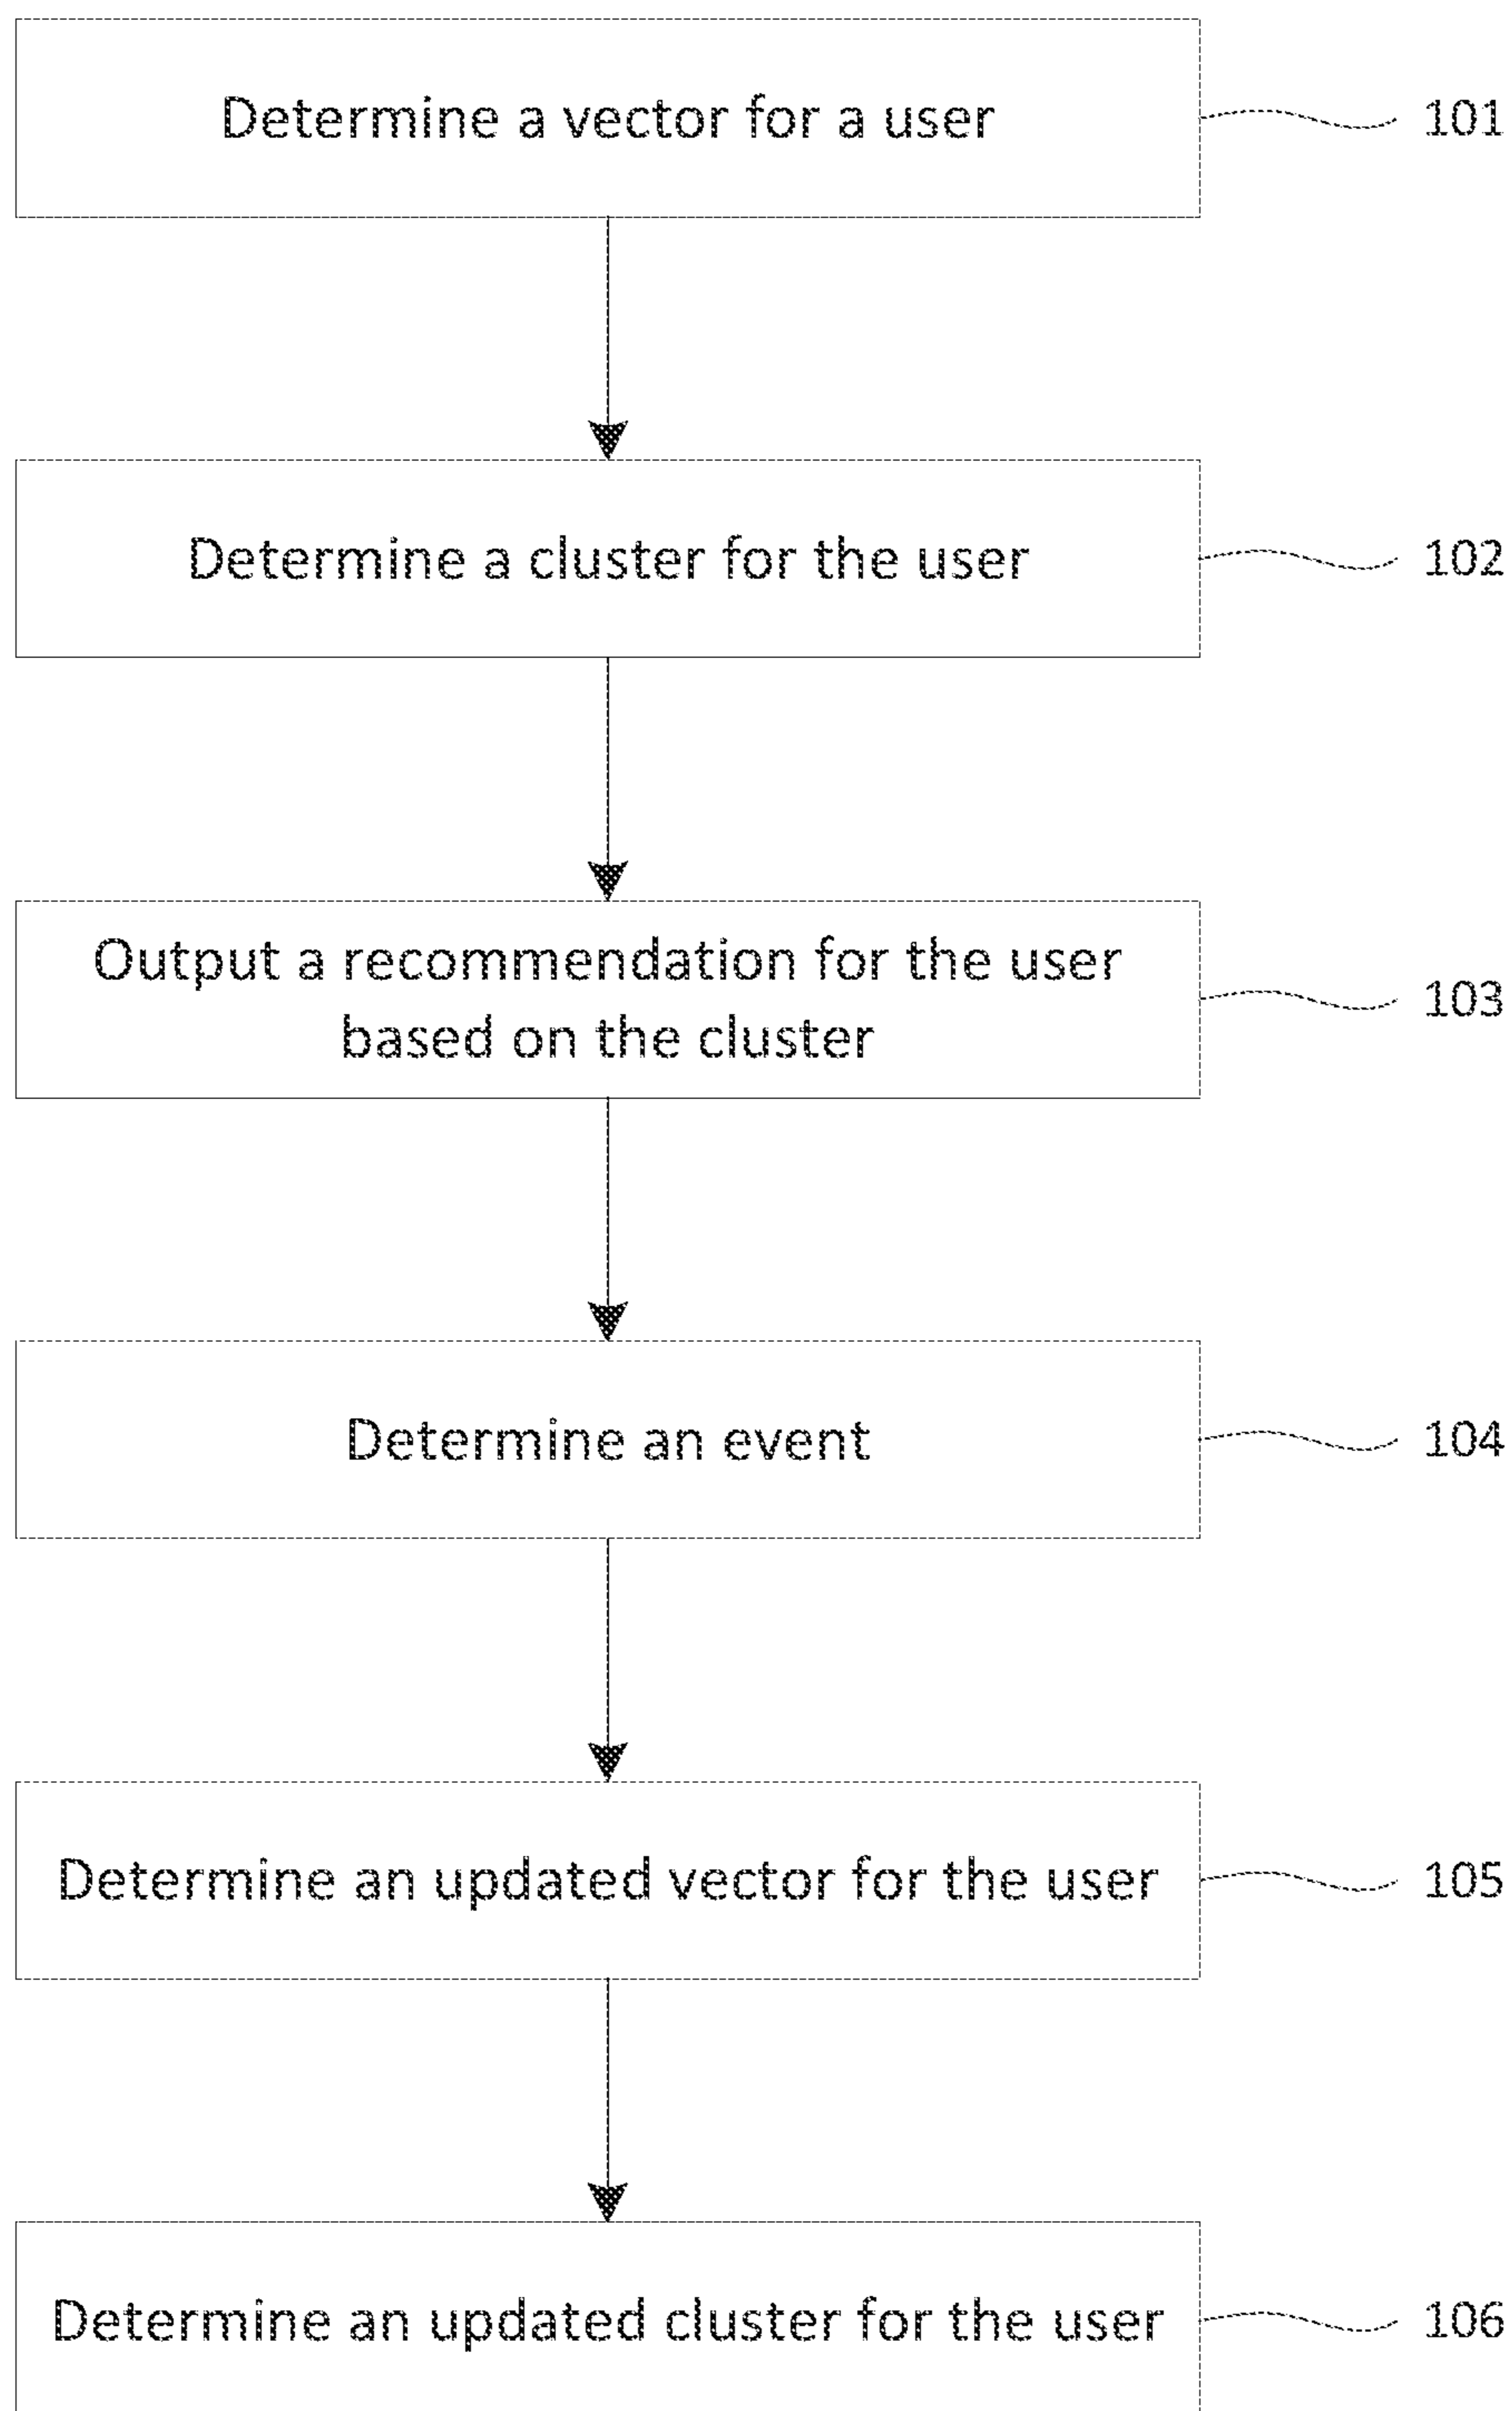 Determine a vector for a user
101
Determine a cluster for the user
102
Output a recommendation for the user
based on the cluster
103
Determine an event
104
Determine an updated vector for the user
105
Determine an updated cluster for the user
106